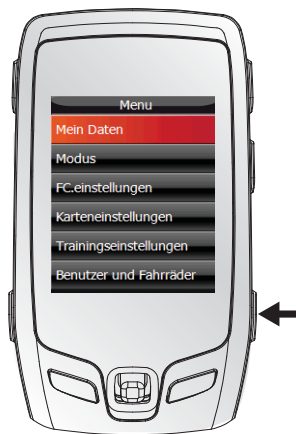 Menu
Mein Daten
Modus
FC.einstellungen
Karteneinstellungen
Trainingseinstellungen
Benutzer und Fahrräder